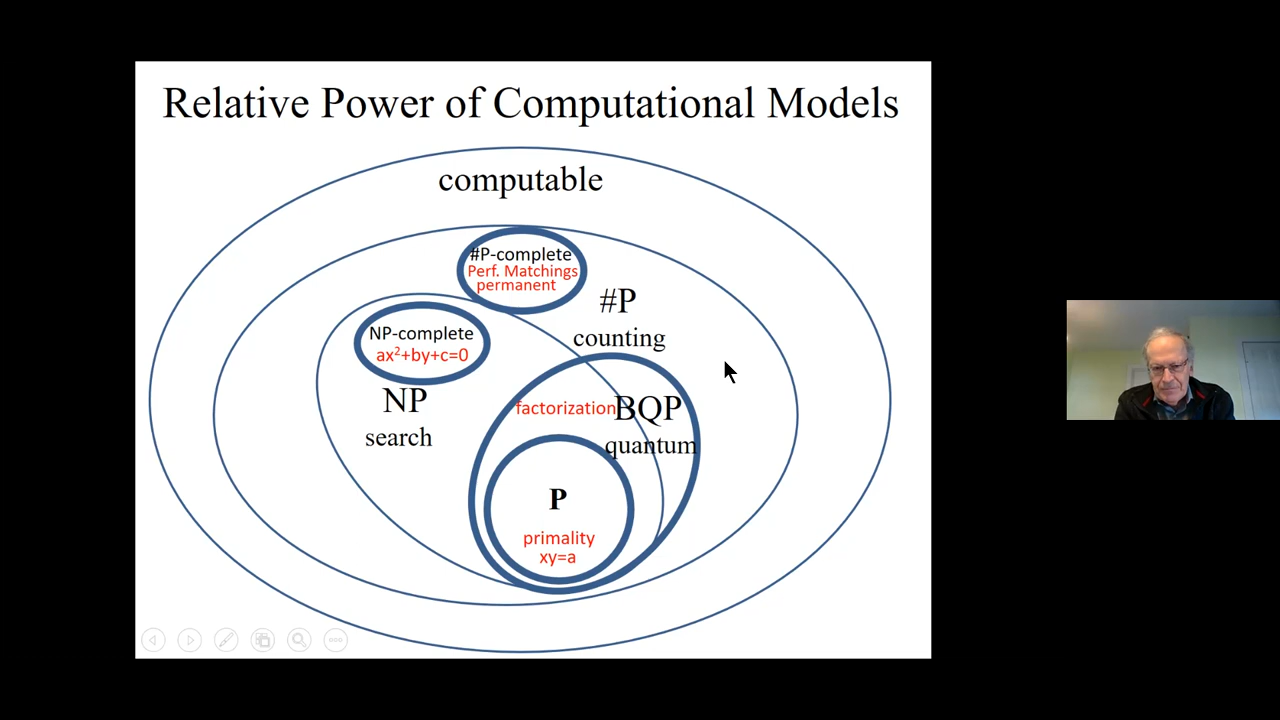 Relative Power of Computational Models
computable
#P-complete
Perf. Matchings
permanent
#P
counting
NP-complete
ax²+by+c=0
NP
search
factorization
BQP
quantum
P
primality
xy=a